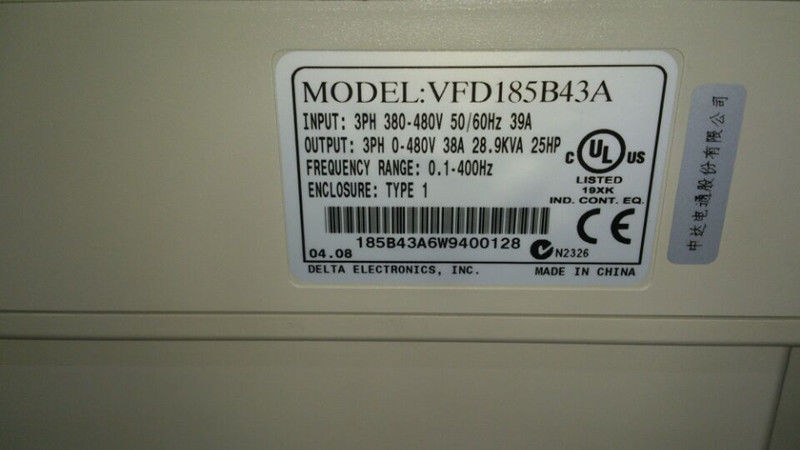 MODEL:VFD185B43A
INPUT: 3PH 380-480V 50/60Hz 39A
OUTPUT: 3PH 0-480V 38A 28.9KVA 25HP
FREQUENCY RANGE: 0.1-400Hz
ENCLOSURE: TYPE 1
C UL US
LISTED
19XK
IND. CONT. EQ.
CE
185B43A6W9400128
04.08
N2326
DELTA ELECTRONICS, INC.
MADE IN CHINA
中达电通股份有限公司